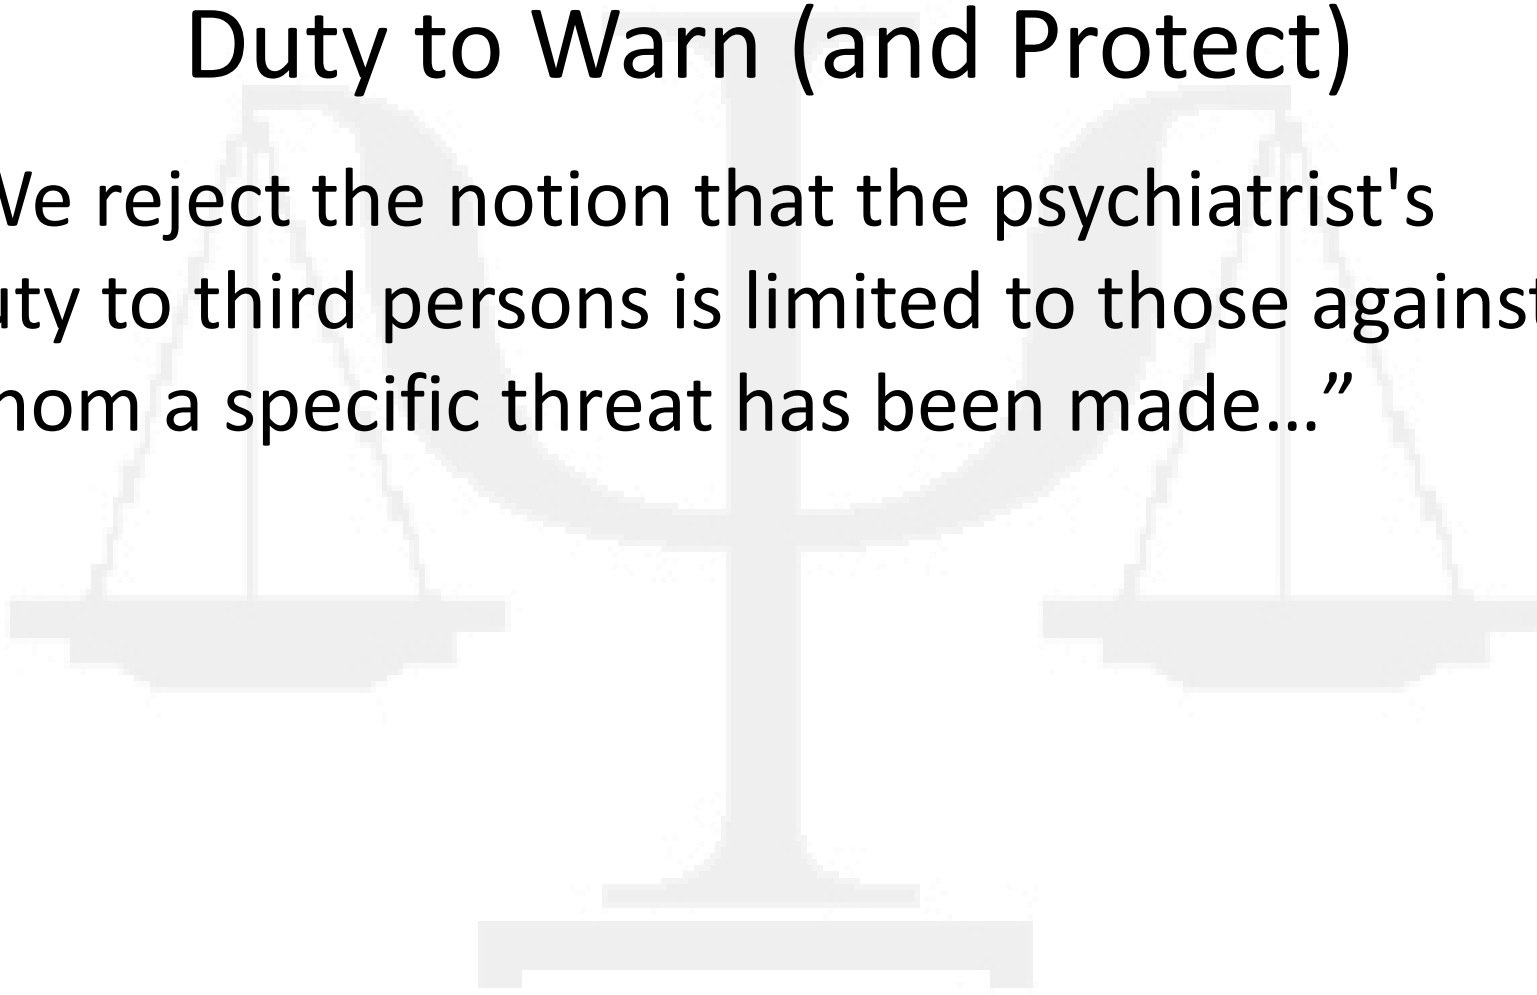 Duty to Warn (and Protect)
We reject the notion that the psychiatrist's
uty to third persons is limited to those against
hom a specific threat has been made…”